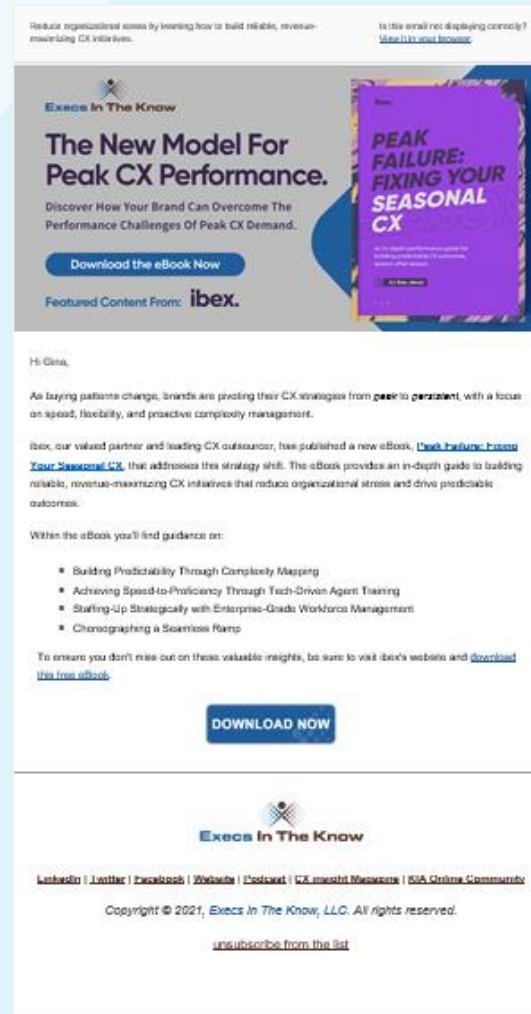 Reduce organizational stress by learning how to build reliable, revenue-
maximizing CX initiatives.
Is this email not displaying correctly?
View it in your browser.
Execs In The Know
The New Model For
Peak CX Performance.
Discover How Your Brand Can Overcome The
Performance Challenges Of Peak CX Demand.
Download the eBook Now
Featured Content From: ibex.
ibex.
PEAK
FAILURE:
FIXING YOUR
SEASONAL
CX
Hi Gina,
As buying patterns change, brands are pivoting their CX strategies from peak to persistent, with a focus
on speed, flexibility, and proactive complexity management.
ibex, our valued partner and leading CX outsourcer, has published a new eBook, Peak Failure: Fixing
Your Seasonal CX, that addresses this strategy shift. The eBook provides an in-depth guide to building
reliable, revenue-maximizing CX initiatives that reduce organizational stress and drive predictable
outcomes.
Within the eBook you'll find guidance on:
Building Predictability Through Complexity Mapping
Achieving Speed-to-Proficiency Through Tech-Driven Agent Training
Staffing-Up Strategically with Enterprise-Grade Workforce Management
Choreographing a Seamless Ramp
To ensure you don't miss out on these valuable insights, be sure to visit ibex's website and download
this free eBook.
DOWNLOAD NOW
Execs In The Know
LinkedIn | Twitter | Facebook | Website | Podcast | CX Insight Magazine | KIA Online Community
Copyright © 2021, Execs In The Know, LLC. All rights reserved.
unsubscribe from the list